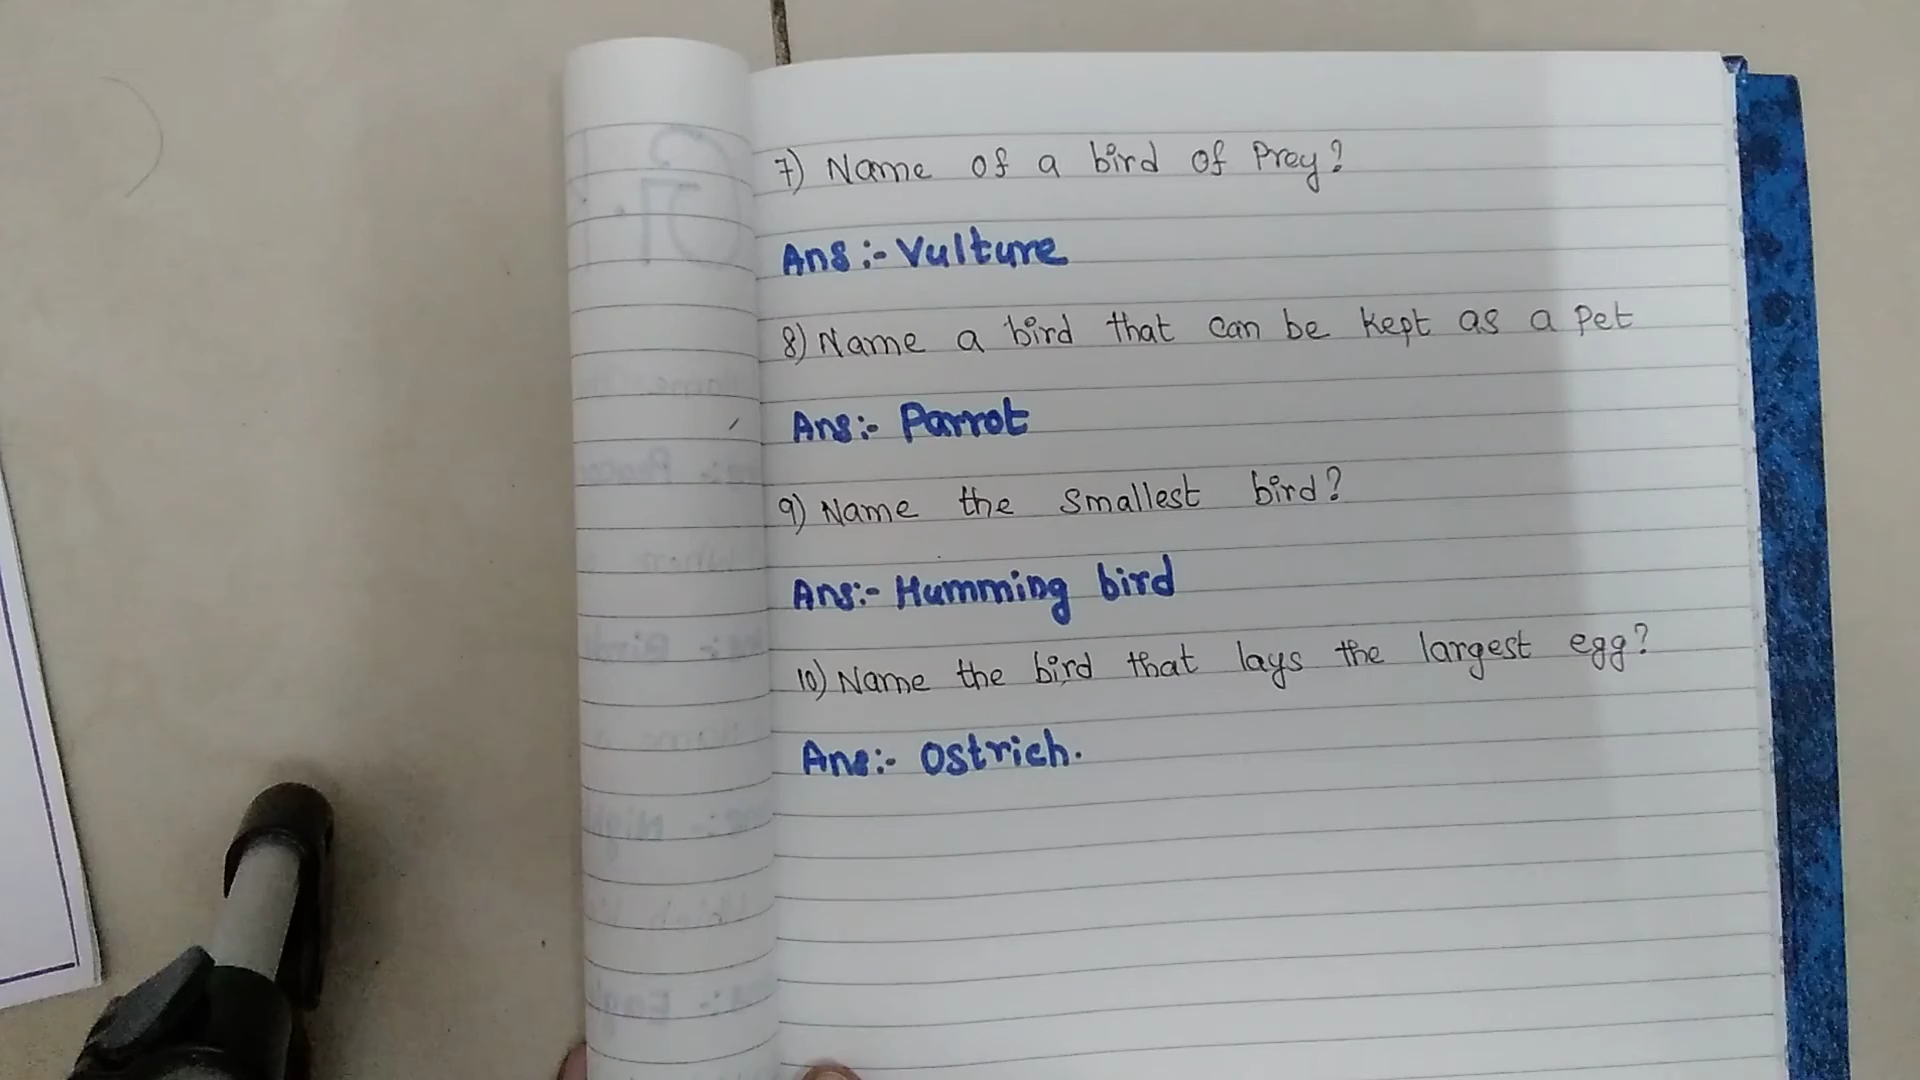 7) Name of a bird of Prey?
Ans:- Vulture
8) Name a bird that can be kept as a pet
Ans:- Parrot
9) Name the smallest bird?
Ans:- Humming bird
10) Name the bird that lays the largest egg?
Ans:- Ostrich.